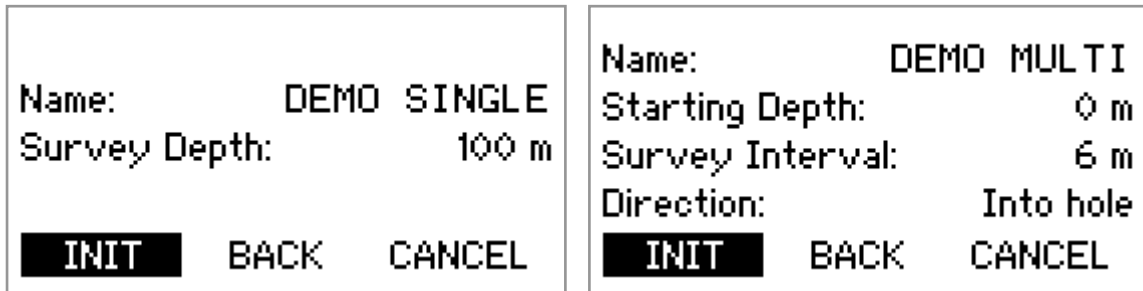 Name: DEMO SINGLE
Survey Depth: 100 m
INIT BACK CANCEL
Name: DEMO MULTI
Starting Depth: 0 m
Survey Interval: 6 m
Direction: Into hole
INIT BACK CANCEL